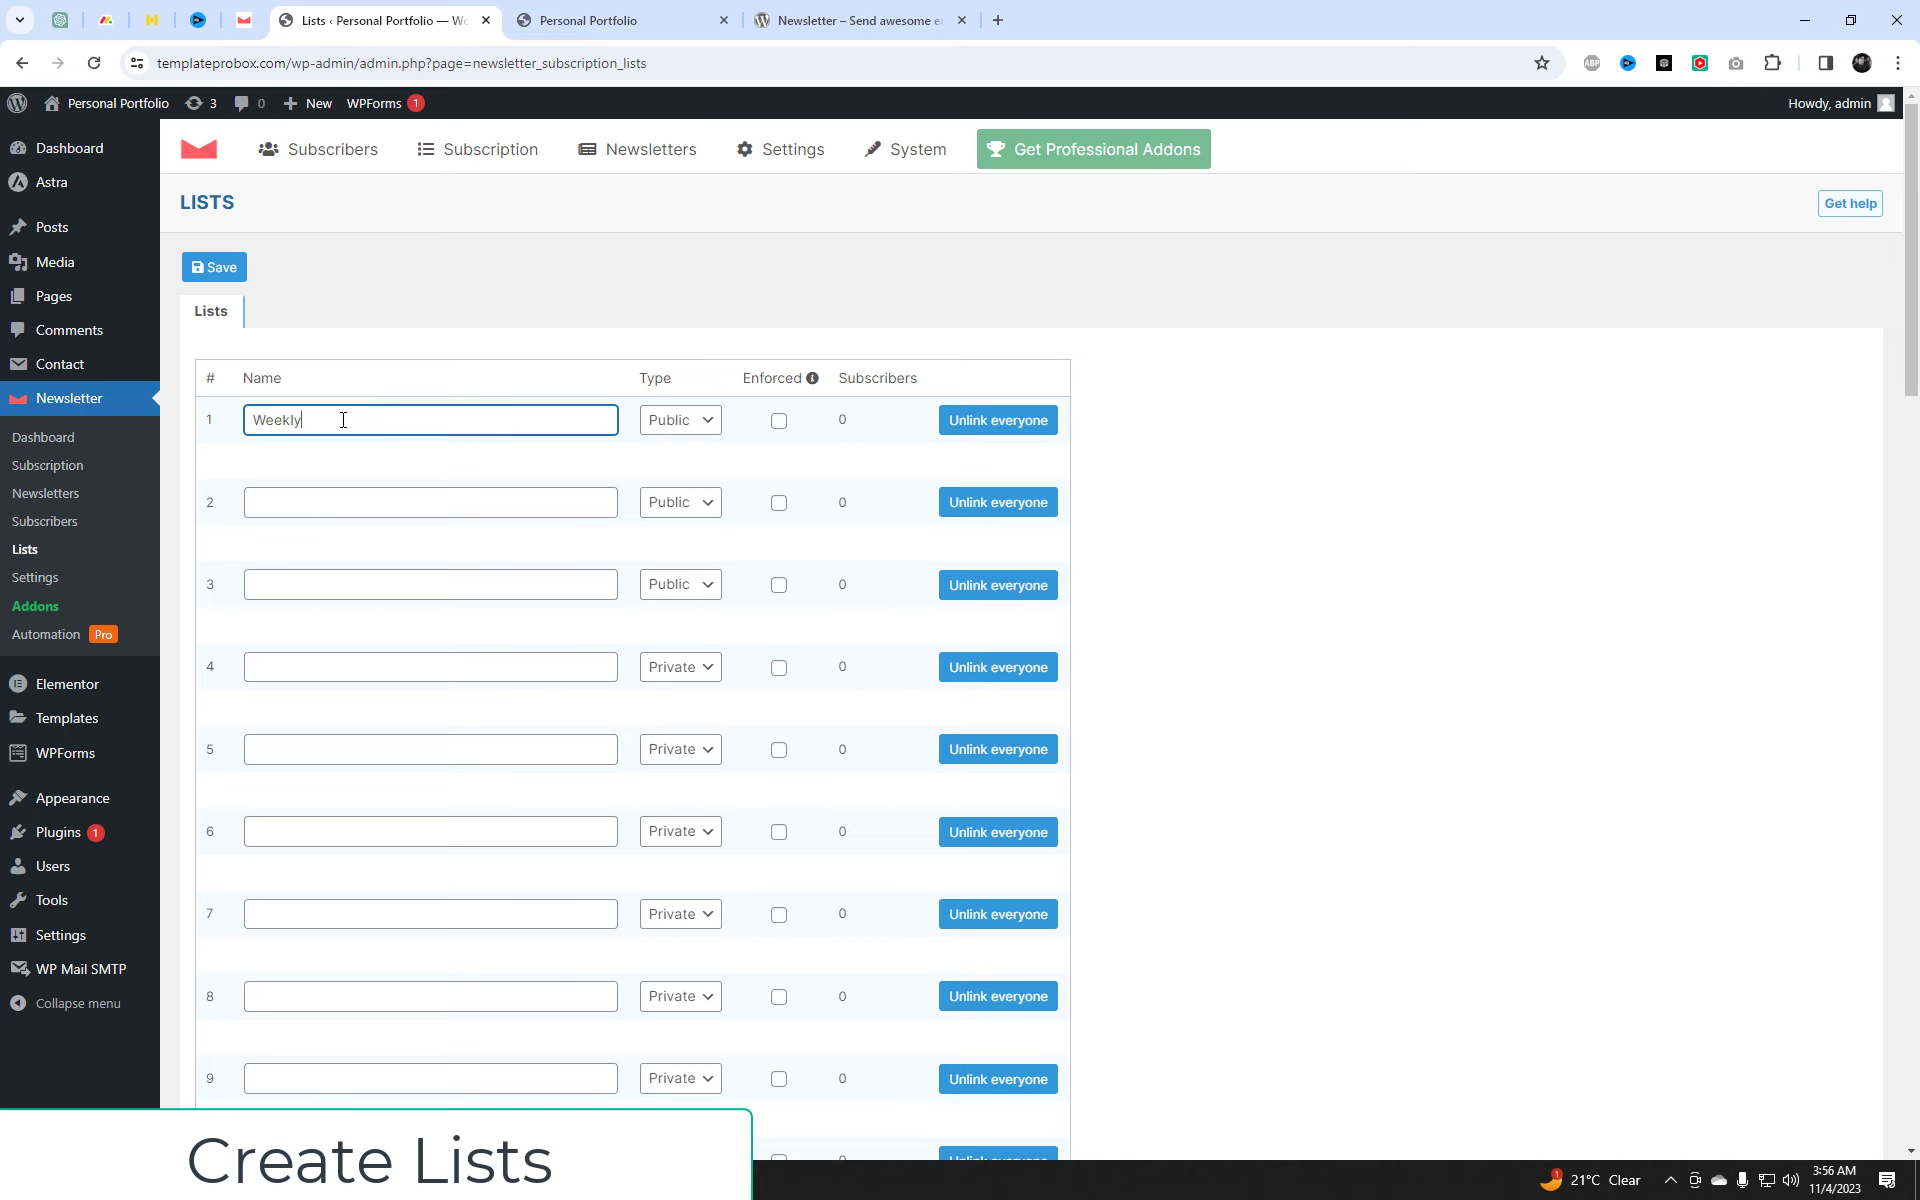 Lists ‹ Personal Portfolio — Wo
Personal Portfolio
Newsletter – Send awesome e
templateprobox.com/wp-admin/admin.php?page=newsletter_subscription_lists
ABP
Personal Portfolio
3
0
New
WPForms 1
Howdy, admin
Dashboard
Astra
Posts
Media
Pages
Comments
Contact
Newsletter
Dashboard
Subscription
Newsletters
Subscribers
Lists
Settings
Addons
Automation Pro
Elementor
Templates
WPForms
Appearance
Plugins 1
Users
Tools
Settings
WP Mail SMTP
Collapse menu
Subscribers
Subscription
Newsletters
Settings
System
Get Professional Addons
LISTS
Get help
Save
Lists
# Name Type Enforced Subscribers
1 Weekly Public 0 Unlink everyone
2 Public 0 Unlink everyone
3 Public 0 Unlink everyone
4 Private 0 Unlink everyone
5 Private 0 Unlink everyone
6 Private 0 Unlink everyone
7 Private 0 Unlink everyone
8 Private 0 Unlink everyone
9 Private 0 Unlink everyone
0 Unlink everyone
Create Lists
1
21°C Clear
3:56 AM
11/4/2023